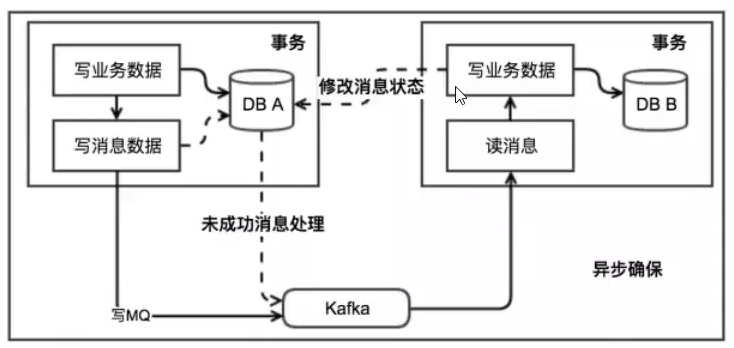 事务
写业务数据
写消息数据
DB A
修改消息状态
事务
写业务数据
DB B
读消息
未成功消息处理
异步确保
写MQ
Kafka